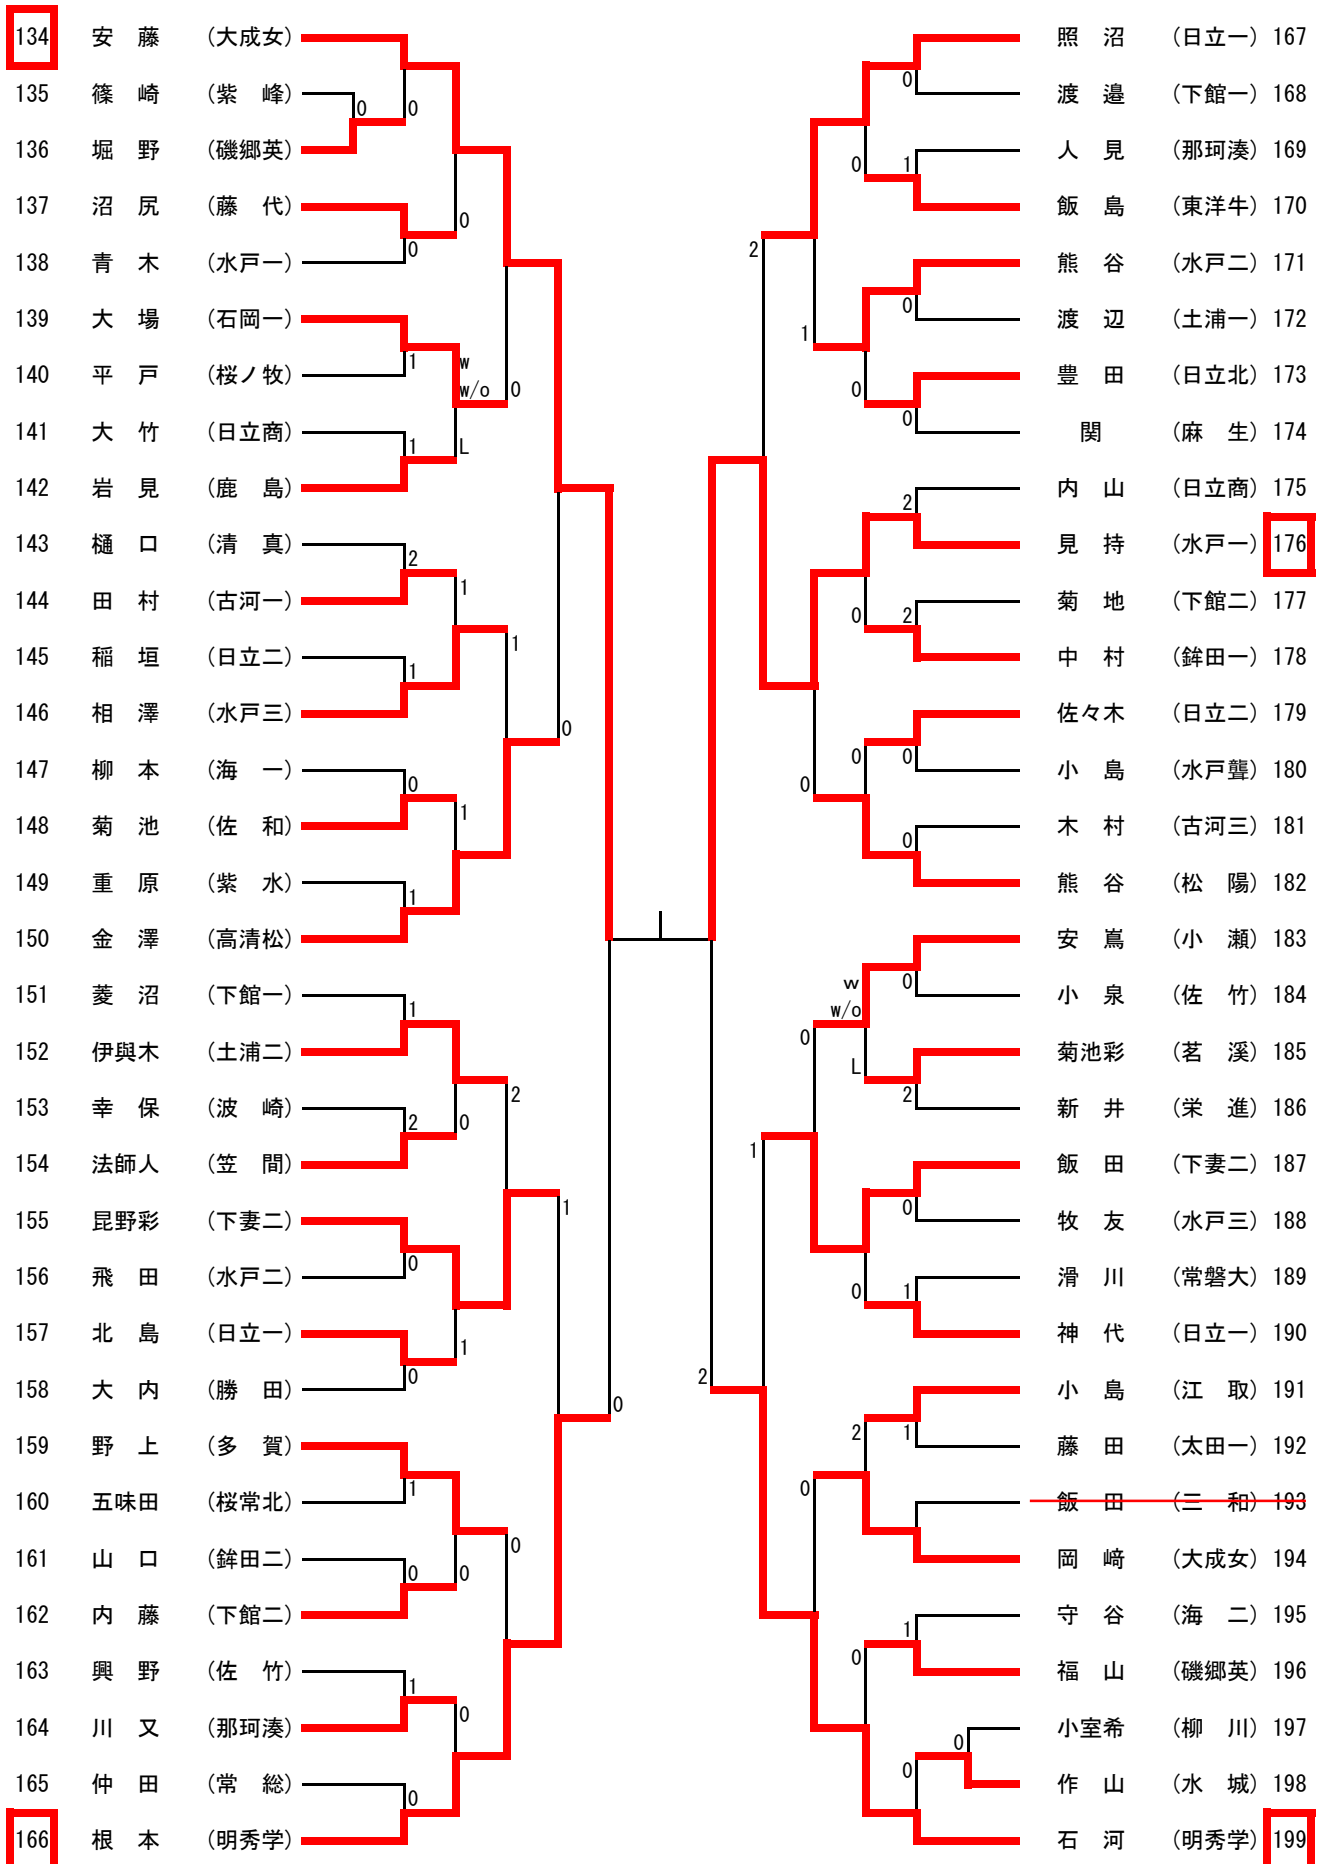 134 安 藤 (大成女) 照 沼 (日立一) 167
135 篠 崎 (紫 峰) 0 0 0 渡 邉 (下館一) 168
136 堀 野 (磯郷英) 0 1 人 見 (那珂湊) 169
137 沼 尻 (藤 代) 0 飯 島 (東洋牛) 170
138 青 木 (水戸一) 0 2 熊 谷 (水戸二) 171
139 大 場 (石岡一) 1 0 渡 辺 (土浦一) 172
140 平 戸 (桜ノ牧) 1 w 豊 田 (日立北) 173
w/o 0 0
141 大 竹 (日立商) 1 L 0 関 (麻 生) 174
142 岩 見 (鹿 島) 2 内 山 (日立商) 175
143 樋 口 (清 真) 2 見 持 (水戸一) 176
144 田 村 (古河一) 1 0 2 菊 地 (下館二) 177
145 稲 垣 (日立二) 1 1 中 村 (鉾田一) 178
146 相 澤 (水戸三) 0 佐々木 (日立二) 179
147 柳 本 (海 一) 0 0 0 0 小 島 (水戸聾) 180
148 菊 池 (佐 和) 1 0 木 村 (古河三) 181
149 重 原 (紫 水) 1 熊 谷 (松 陽) 182
150 金 澤 (高清松) 安 嶌 (小 瀬) 183
151 菱 沼 (下館一) 1 w 0 小 泉 (佐 竹) 184
w/o
152 伊與木 (土浦二) 0 L 菊池彩 (茗 溪) 185
153 幸 保 (波 崎) 2 0 2 2 新 井 (栄 進) 186
154 法師人 (笠 間) 1 飯 田 (下妻二) 187
155 昆野彩 (下妻二) 1 0 牧 友 (水戸三) 188
156 飛 田 (水戸二) 0 0 1 滑 川 (常磐大) 189
157 北 島 (日立一) 1 神 代 (日立一) 190
158 大 内 (勝 田) 0 0 2 小 島 (江 取) 191
159 野 上 (多 賀) 2 1 藤 田 (太田一) 192
160 五味田 (桜常北) 1 0 飯 田 (三 和) 193
161 山 口 (鉾田二) 0 0 0 岡 﨑 (大成女) 194
162 内 藤 (下館二) 1 守 谷 (海 二) 195
163 興 野 (佐 竹) 1 0 福 山 (磯郷英) 196
164 川 又 (那珂湊) 0 0 小室希 (柳 川) 197
165 仲 田 (常 総) 0 0 作 山 (水 城) 198
166 根 本 (明秀学) 石 河 (明秀学) 199